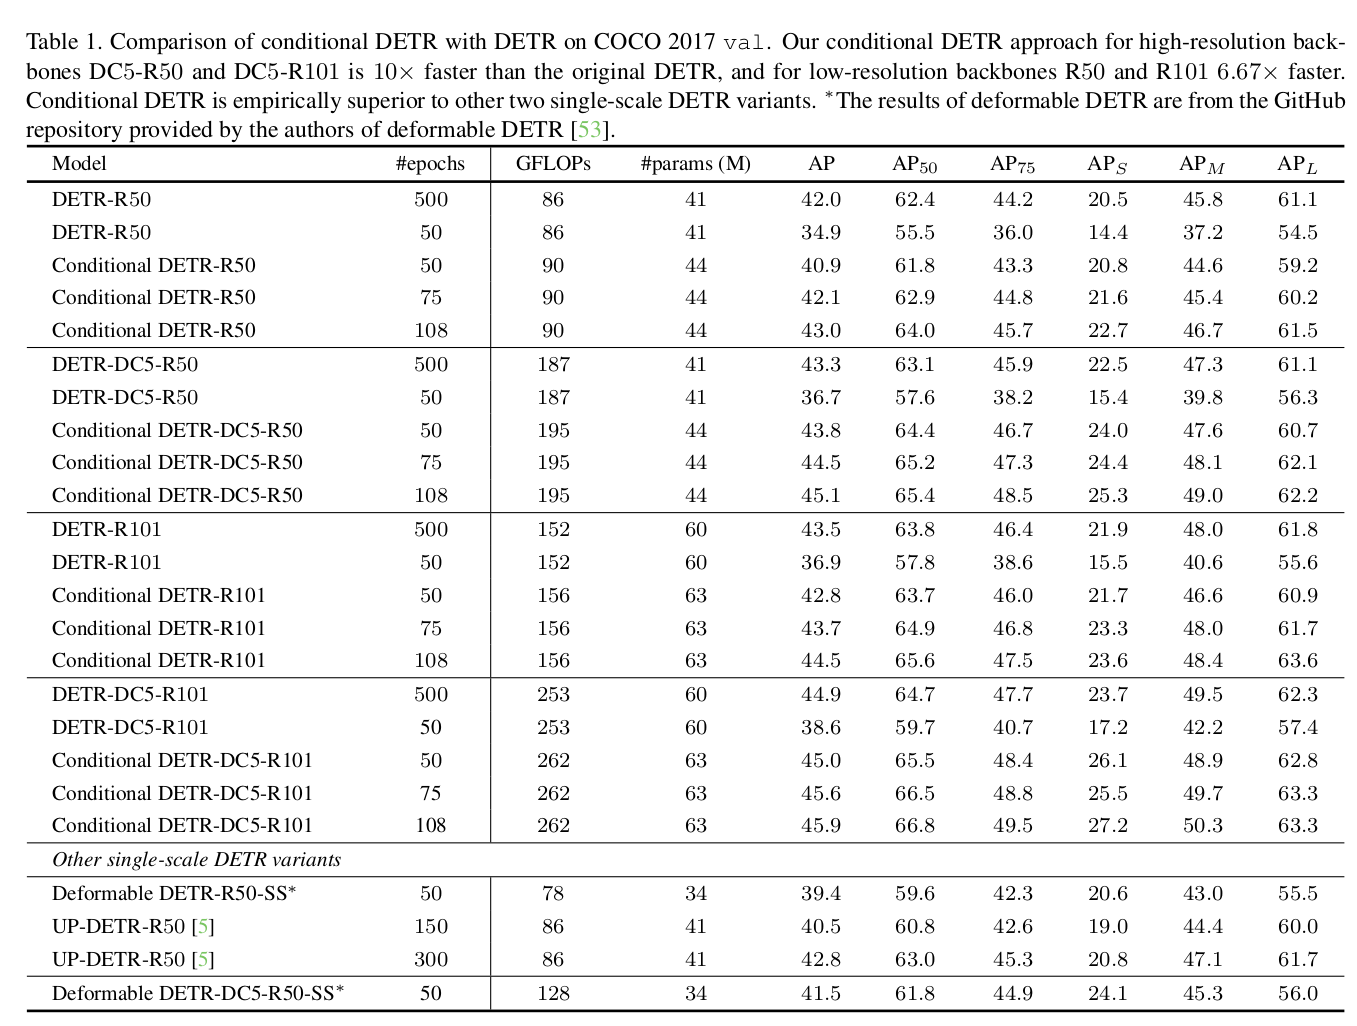 Table 1. Comparison of conditional DETR with DETR on COCO 2017 val. Our conditional DETR approach for high-resolution back-
bones DC5-R50 and DC5-R101 is 10× faster than the original DETR, and for low-resolution backbones R50 and R101 6.67× faster.
Conditional DETR is empirically superior to other two single-scale DETR variants. *The results of deformable DETR are from the GitHub
repository provided by the authors of deformable DETR [53].
Model #epochs GFLOPs #params (M) AP AP50 AP75 APS APM APL
DETR-R50 500 86 41 42.0 62.4 44.2 20.5 45.8 61.1
DETR-R50 50 86 41 34.9 55.5 36.0 14.4 37.2 54.5
Conditional DETR-R50 50 90 44 40.9 61.8 43.3 20.8 44.6 59.2
Conditional DETR-R50 75 90 44 42.1 62.9 44.8 21.6 45.4 60.2
Conditional DETR-R50 108 90 44 43.0 64.0 45.7 22.7 46.7 61.5
DETR-DC5-R50 500 187 41 43.3 63.1 45.9 22.5 47.3 61.1
DETR-DC5-R50 50 187 41 36.7 57.6 38.2 15.4 39.8 56.3
Conditional DETR-DC5-R50 50 195 44 43.8 64.4 46.7 24.0 47.6 60.7
Conditional DETR-DC5-R50 75 195 44 44.5 65.2 47.3 24.4 48.1 62.1
Conditional DETR-DC5-R50 108 195 44 45.1 65.4 48.5 25.3 49.0 62.2
DETR-R101 500 152 60 43.5 63.8 46.4 21.9 48.0 61.8
DETR-R101 50 152 60 36.9 57.8 38.6 15.5 40.6 55.6
Conditional DETR-R101 50 156 63 42.8 63.7 46.0 21.7 46.6 60.9
Conditional DETR-R101 75 156 63 43.7 64.9 46.8 23.3 48.0 61.7
Conditional DETR-R101 108 156 63 44.5 65.6 47.5 23.6 48.4 63.6
DETR-DC5-R101 500 253 60 44.9 64.7 47.7 23.7 49.5 62.3
DETR-DC5-R101 50 253 60 38.6 59.7 40.7 17.2 42.2 57.4
Conditional DETR-DC5-R101 50 262 63 45.0 65.5 48.4 26.1 48.9 62.8
Conditional DETR-DC5-R101 75 262 63 45.6 66.5 48.8 25.5 49.7 63.3
Conditional DETR-DC5-R101 108 262 63 45.9 66.8 49.5 27.2 50.3 63.3
Other single-scale DETR variants
Deformable DETR-R50-SS* 50 78 34 39.4 59.6 42.3 20.6 43.0 55.5
UP-DETR-R50 [5] 150 86 41 40.5 60.8 42.6 19.0 44.4 60.0
UP-DETR-R50 [5] 300 86 41 42.8 63.0 45.3 20.8 47.1 61.7
Deformable DETR-DC5-R50-SS* 50 128 34 41.5 61.8 44.9 24.1 45.3 56.0